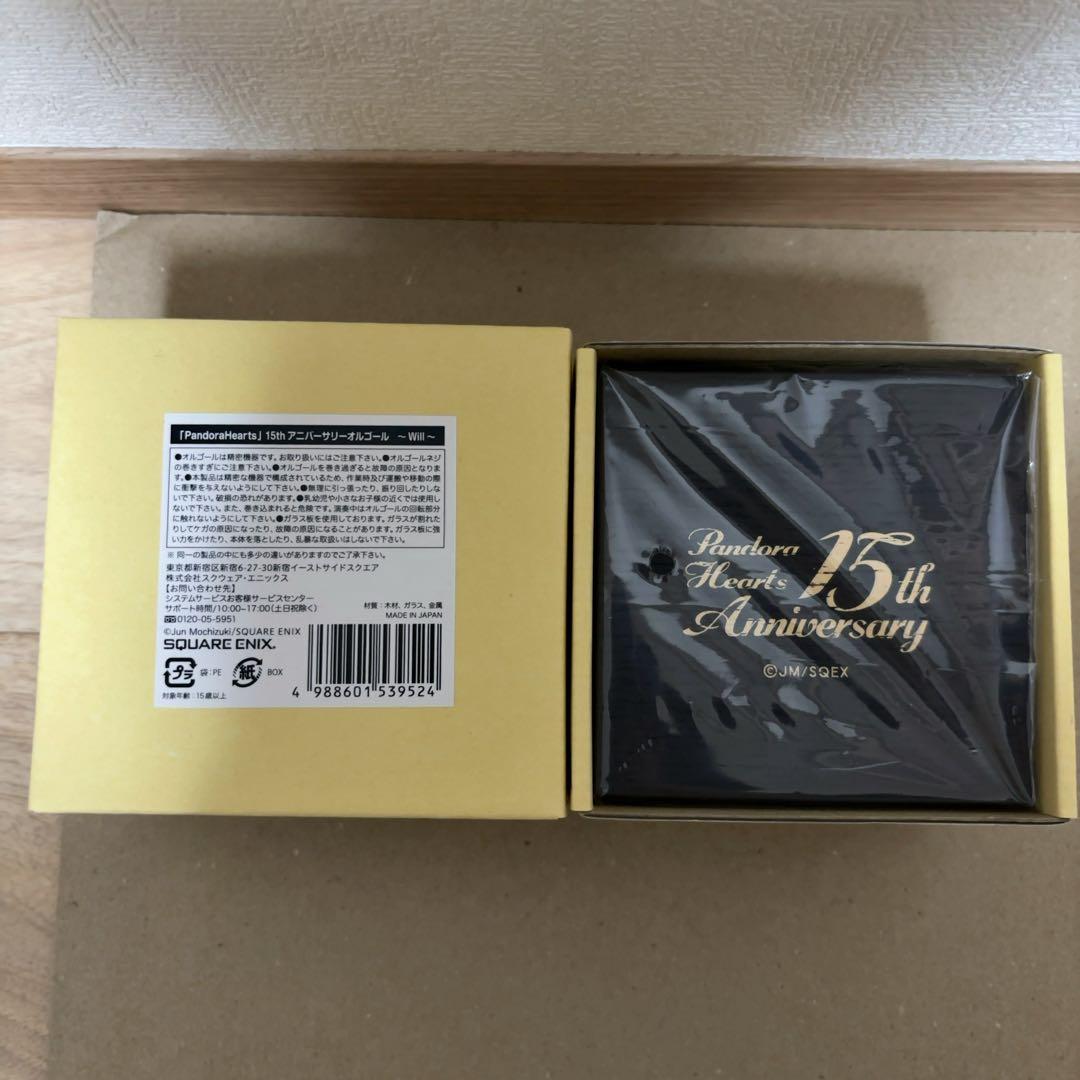 「PandoraHearts」15th アニバーサリーオルゴール ～Will～
●オルゴールは精密機器です。お取り扱いにはご注意下さい。●オルゴールネジ
の巻きすぎにご注意下さい。●オルゴールを巻き過ぎると故障の原因となりま
す。●本製品は精密な機器で構成されているため、作業時及び運搬や移動の際
に衝撃を与えないようにして下さい。●無理に引っ張ったり、振り回したりしな
いで下さい。破損の恐れがあります。●乳幼児や小さなお子様の近くでは使用し
ないで下さい。また、巻き込まれると危険です。演奏中はオルゴールの回転部分
に触れないようにして下さい。●ガラス板を使用しております。ガラスが割れた
りしてケガの原因になったり、故障の原因になることがあります。ガラス板に強
い力をかけたり、本体を落としたり、乱暴な取扱いはしないで下さい。
※ 同一の製品の中にも多少の違いがありますのでご了承下さい。
東京都新宿区新宿6-27-30新宿イーストサイドスクエア
株式会社スクウェア・エニックス
【お問い合わせ先】
システムサービスお客様サービスセンター
サポート時間/10:00-17:00(土日祝除く)
0120-05-5951
材質:木材、ガラス、金属
MADE IN JAPAN
©Jun Mochizuki/SQUARE ENIX
SQUARE ENIX.
プラ 袋:PE 紙 BOX
対象年齢:15歳以上
4 988601 539524
Pandora Hearts 15th
Anniversary
©JM/SQEX